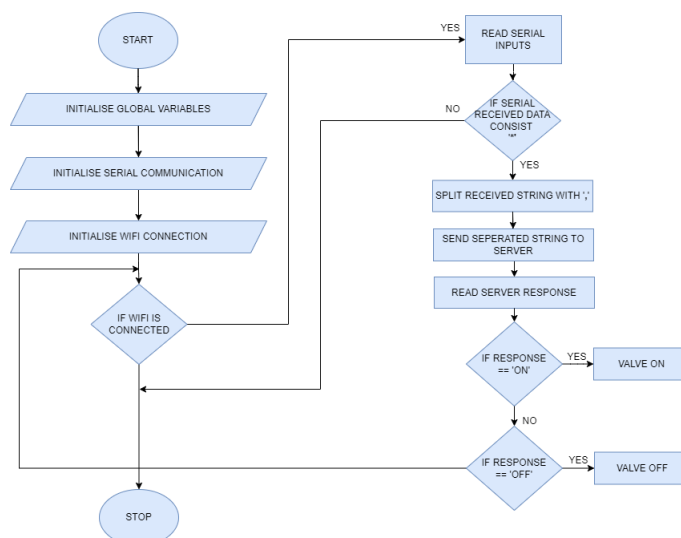 START
INITIALISE GLOBAL VARIABLES
INITIALISE SERIAL COMMUNICATION
INITIALISE WIFI CONNECTION
IF WIFI IS
CONNECTED
STOP
YES
READ SERIAL
INPUTS
NO
IF SERIAL
RECEIVED DATA
CONSIST
'*'
YES
SPLIT RECEIVED STRING WITH ','
SEND SEPERATED STRING TO
SERVER
READ SERVER RESPONSE
IF RESPONSE
== 'ON'
YES
VALVE ON
NO
IF RESPONSE
== 'OFF'
YES
VALVE OFF